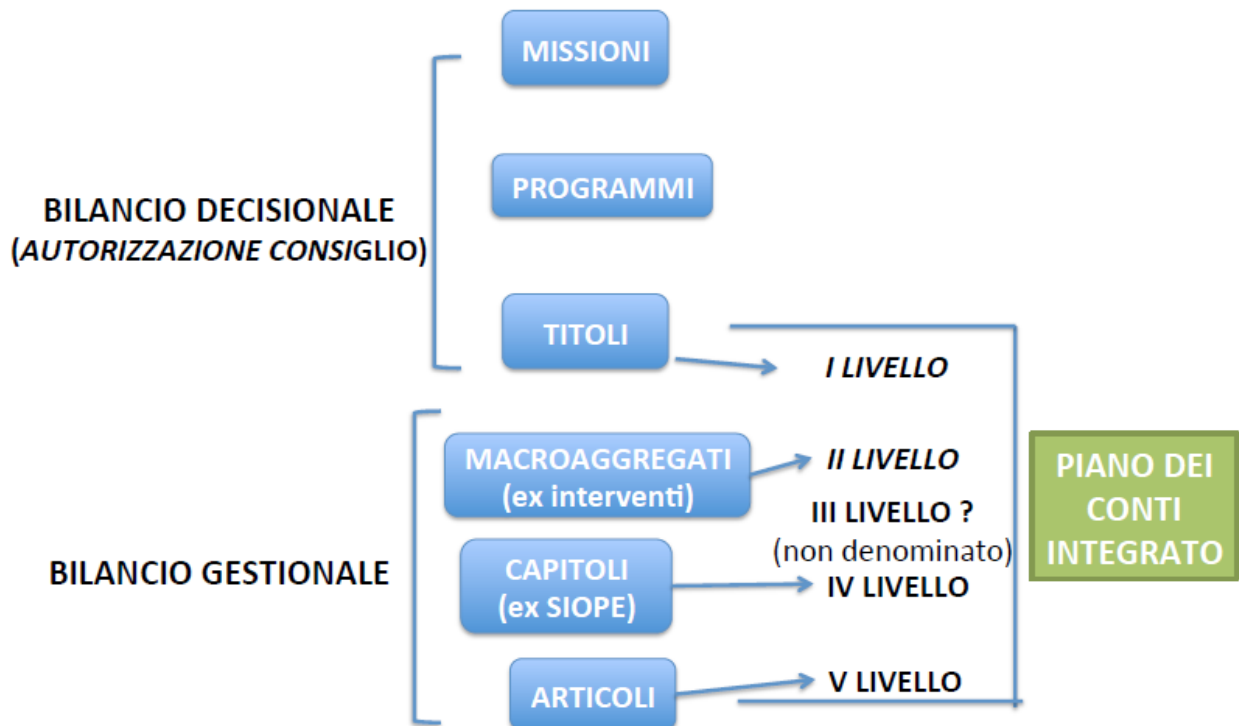 MISSIONI
PROGRAMMI
BILANCIO DECISIONALE
(AUTORIZZAZIONE CONSIGLIO)
TITOLI
I LIVELLO
MACROAGGREGATI
(ex interventi)
II LIVELLO
III LIVELLO ?
(non denominato)
PIANO DEI
CONTI
INTEGRATO
BILANCIO GESTIONALE
CAPITOLI
(ex SIOPE)
IV LIVELLO
ARTICOLI
V LIVELLO